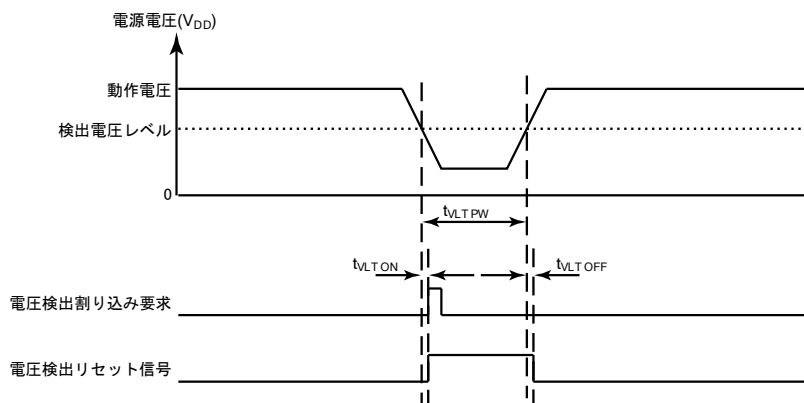 電源電圧(VDD)
動作電圧
検出電圧レベル
0
tVLTPW
tVLTON
tVLTOFF
電圧検出割り込み要求
電圧検出リセット信号